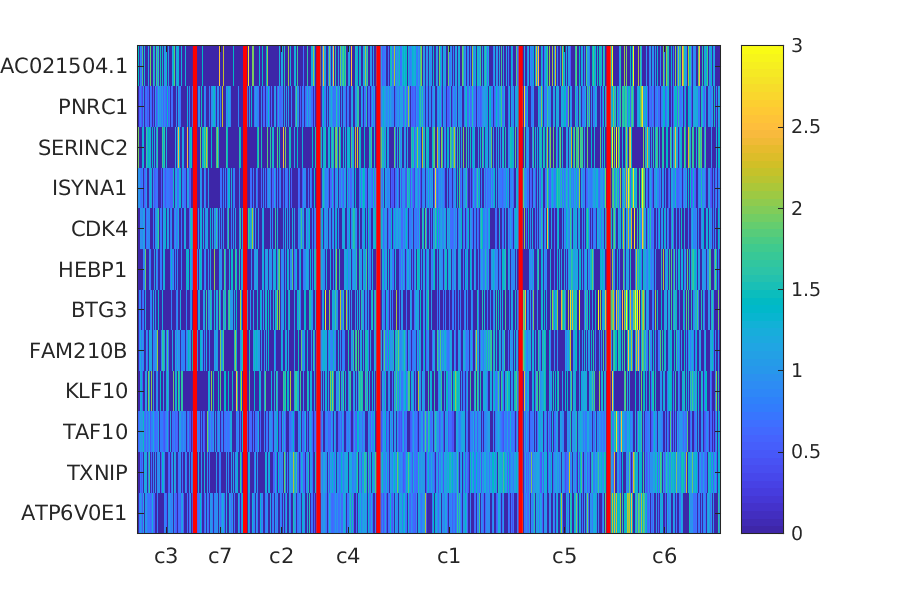 AC021504.1
PNRC1
SERINC2
ISYNA1
CDK4
HEBP1
BTG3
FAM210B
KLF10
TAF10
TXNIP
ATP6V0E1
c3 c7 c2 c4 c1 c5 c6
3
2.5
2
1.5
1
0.5
0